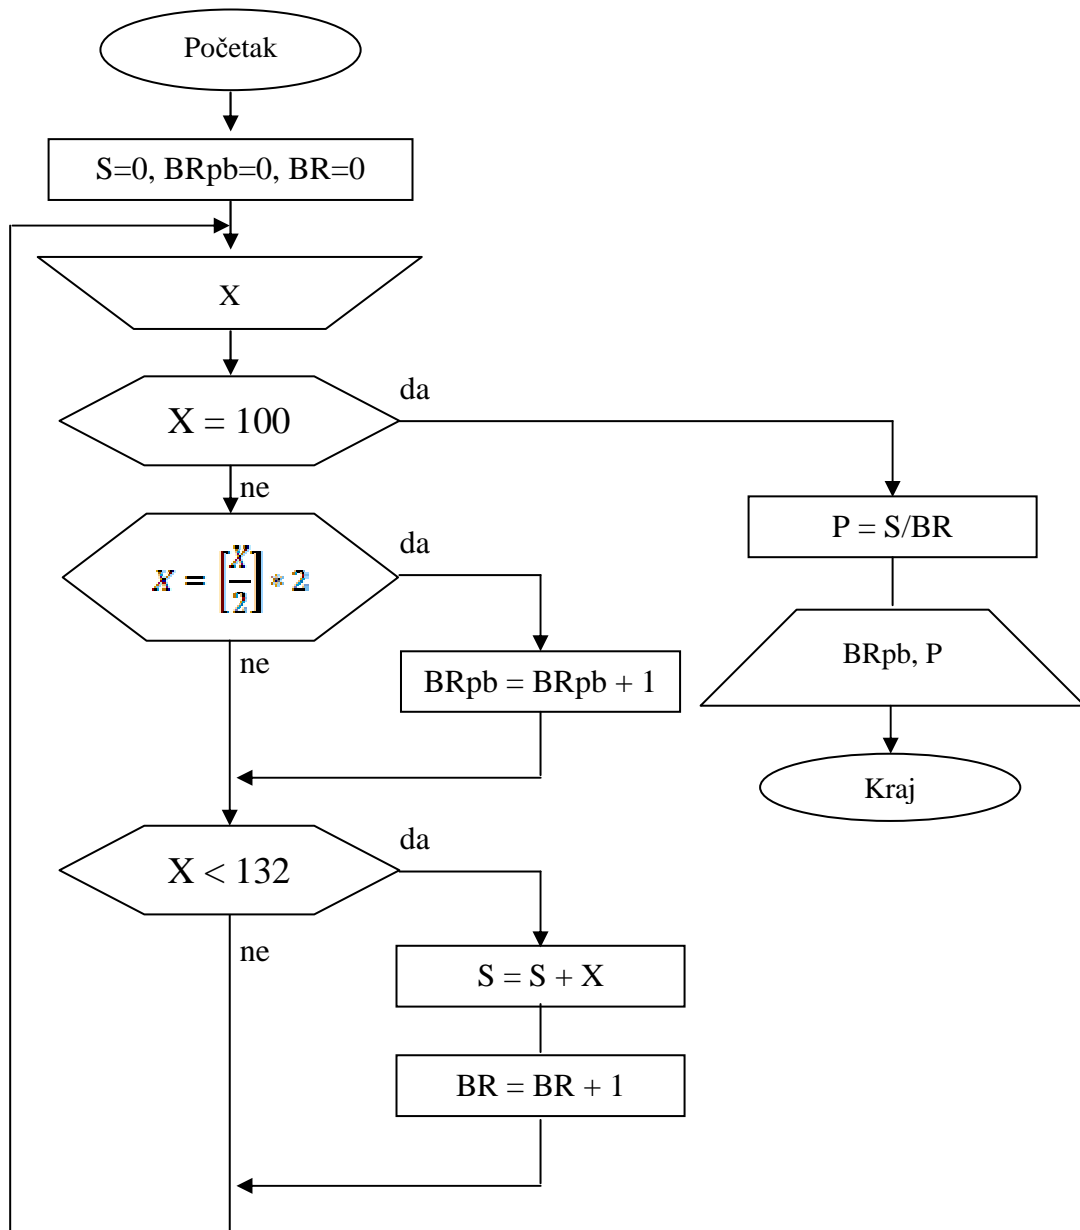 Početak
S=0, BRpb=0, BR=0
X
X = 100
da
ne
X = [X/2] * 2
da
ne
BRpb = BRpb + 1
X < 132
da
ne
S = S + X
BR = BR + 1
P = S/BR
BRpb, P
Kraj